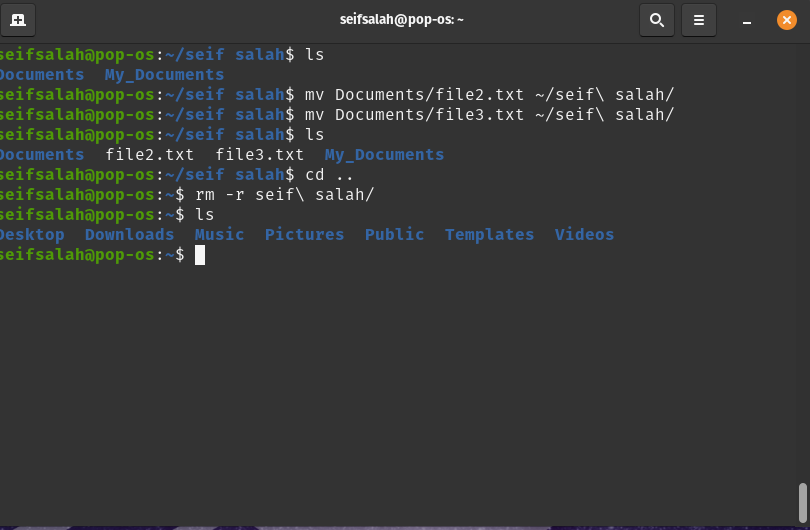 seifsalah@pop-os: ~
seifsalah@pop-os:~/seif salah$ ls
Documents  My_Documents
seifsalah@pop-os:~/seif salah$ mv Documents/file2.txt ~/seif\ salah/
seifsalah@pop-os:~/seif salah$ mv Documents/file3.txt ~/seif\ salah/
seifsalah@pop-os:~/seif salah$ ls
Documents  file2.txt  file3.txt  My_Documents
seifsalah@pop-os:~/seif salah$ cd ..
seifsalah@pop-os:~$ rm -r seif\ salah/
seifsalah@pop-os:~$ ls
Desktop  Downloads  Music  Pictures  Public  Templates  Videos
seifsalah@pop-os:~$